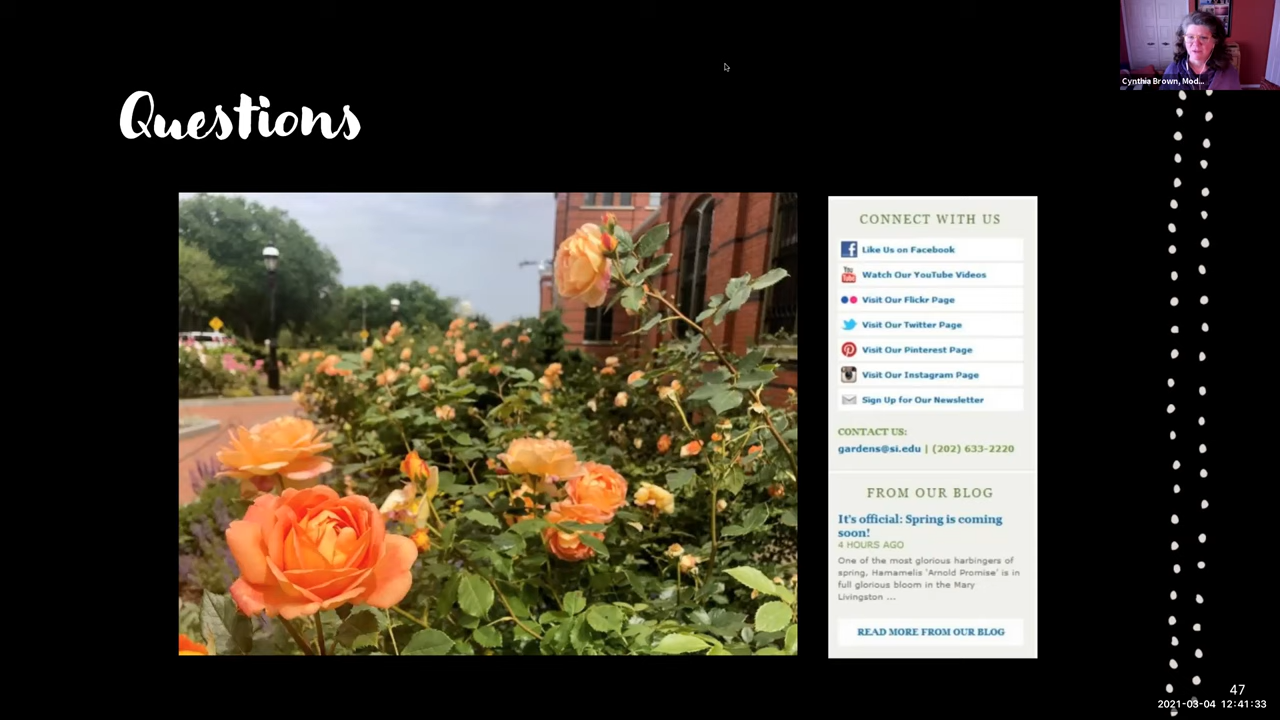 Cynthia Brown, Mod...
Questions
CONNECT WITH US
Like Us on Facebook
You
Tube
Watch Our YouTube Videos
Visit Our Flickr Page
Visit Our Twitter Page
Visit Our Pinterest Page
Visit Our Instagram Page
Sign Up for Our Newsletter
CONTACT US:
gardens@si.edu | (202) 633-2220
FROM OUR BLOG
It's official: Spring is coming
soon!
4 HOURS AGO
One of the most glorious harbingers of
spring, Hamamelis 'Arnold Promise' is in
full glorious bloom in the Mary
Livingston ...
READ MORE FROM OUR BLOG
47
2021-03-04 12:41:33